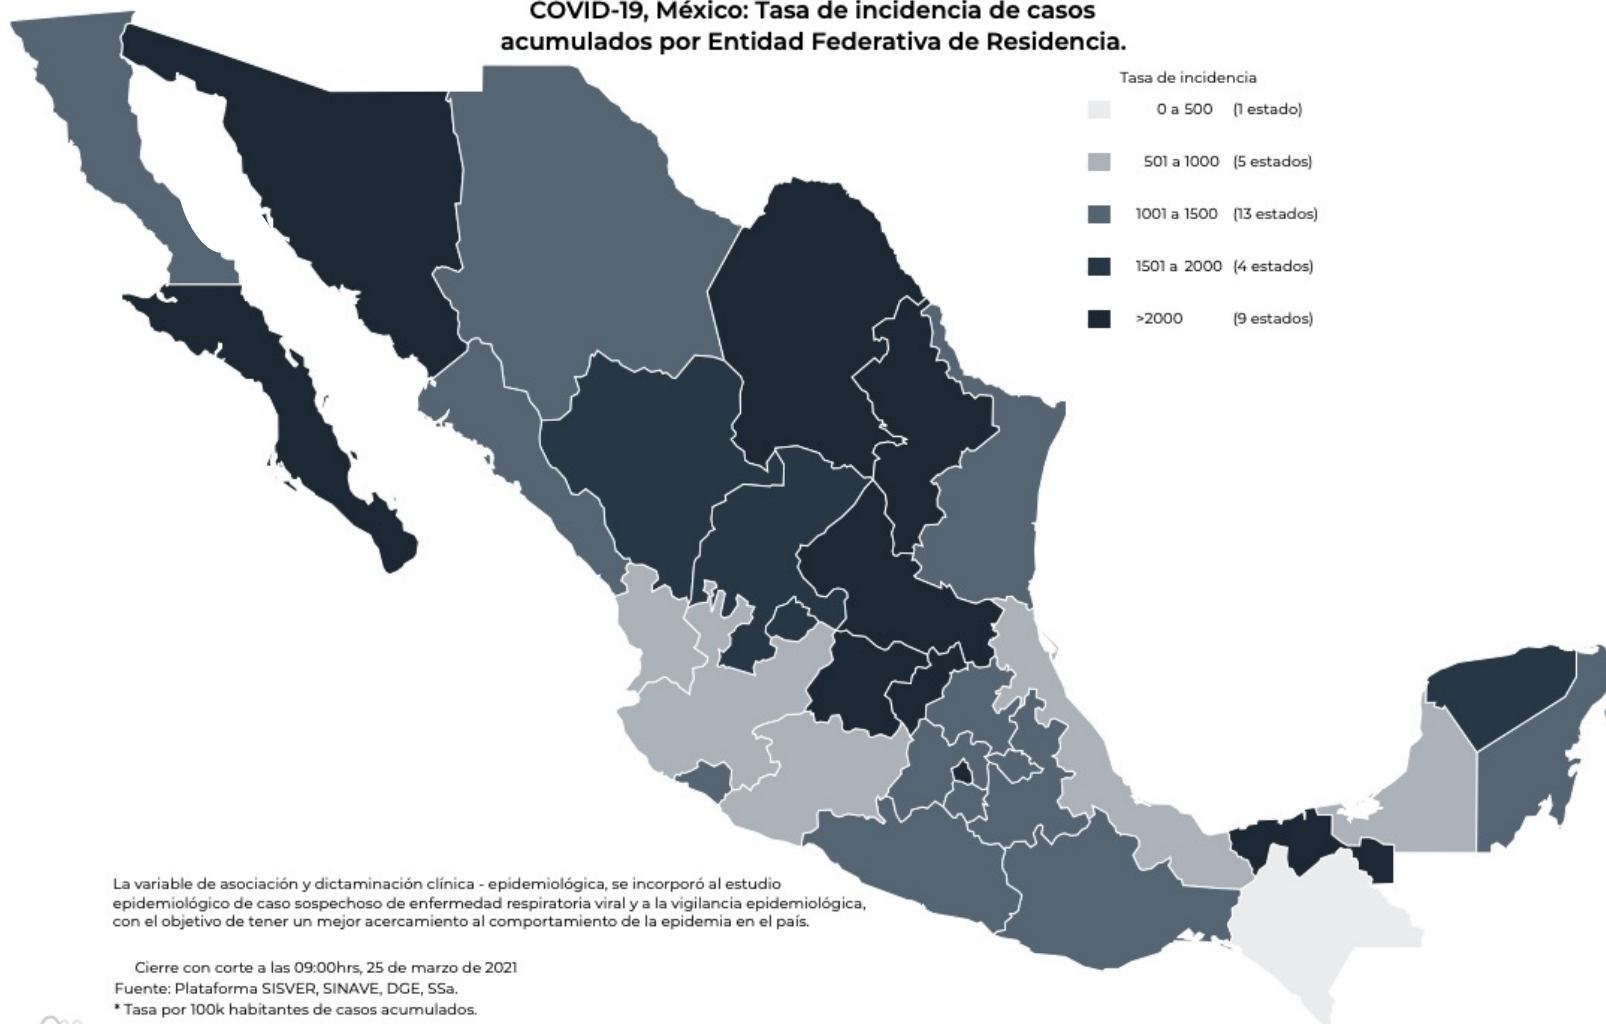 COVID-19, México: Tasa de incidencia de casos
acumulados por Entidad Federativa de Residencia.
Tasa de incidencia
0 a 500 (1 estado)
501 a 1000 (5 estados)
1001 a 1500 (13 estados)
1501 a 2000 (4 estados)
>2000 (9 estados)
La variable de asociación y dictaminación clínica - epidemiológica, se incorporó al estudio
epidemiológico de caso sospechoso de enfermedad respiratoria viral y a la vigilancia epidemiológica,
con el objetivo de tener un mejor acercamiento al comportamiento de la epidemia en el país.
Cierre con corte a las 09:00hrs, 25 de marzo de 2021
Fuente: Plataforma SISVER, SINAVE, DGE, SSa.
* Tasa por 100k habitantes de casos acumulados.